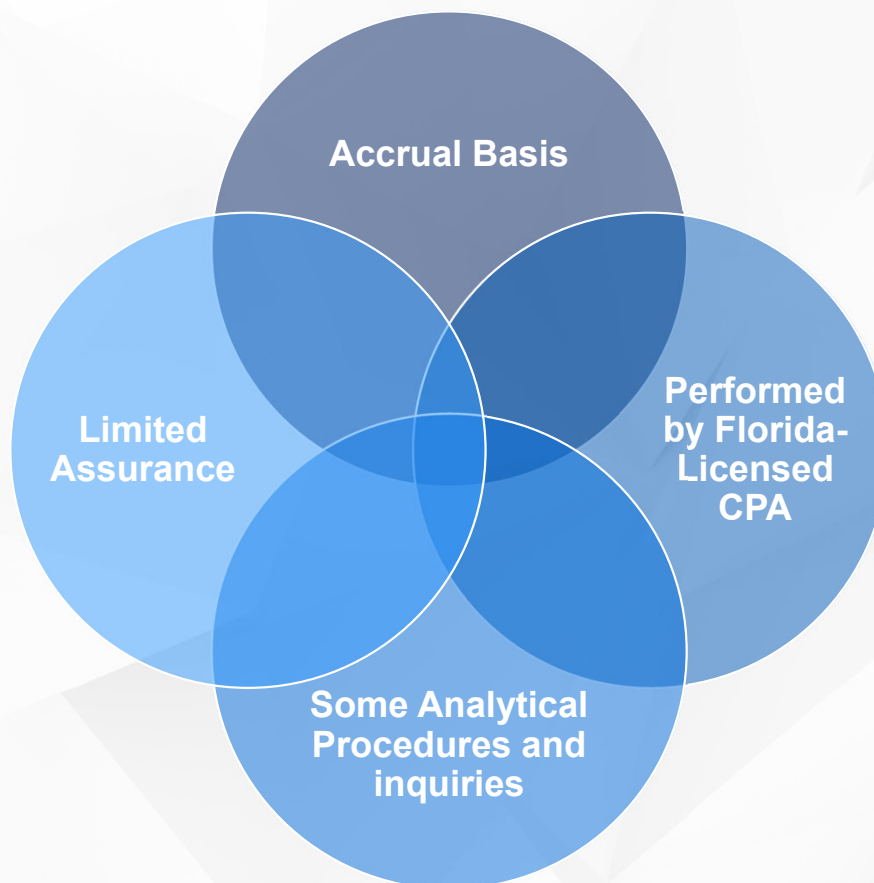 Accrual Basis
Limited
Assurance
Performed
by Florida-
Licensed
CPA
Some Analytical
Procedures and
inquiries